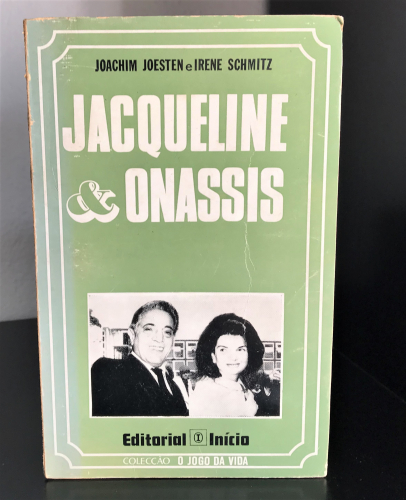 JOACHIM JOESTEN e IRENE SCHMITZ
JACQUELINE
& ONASSIS
Editorial Início
COLECÇÃO O JOGO DA VIDA